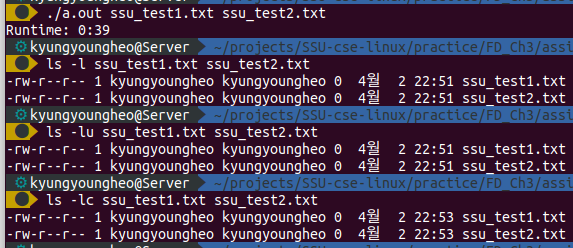 ./a.out ssu_test1.txt ssu_test2.txt
Runtime: 0:39
kyungyoungheo@Server ~/projects/SSU-cse-linux/practice/FD_Ch3/assi
ls -l ssu_test1.txt ssu_test2.txt
-rw-r--r-- 1 kyungyoungheo kyungyoungheo 0 4월 2 22:51 ssu_test1.txt
-rw-r--r-- 1 kyungyoungheo kyungyoungheo 0 4월 2 22:51 ssu_test2.txt
kyungyoungheo@Server ~/projects/SSU-cse-linux/practice/FD_Ch3/assi
ls -lu ssu_test1.txt ssu_test2.txt
-rw-r--r-- 1 kyungyoungheo kyungyoungheo 0 4월 2 22:51 ssu_test1.txt
-rw-r--r-- 1 kyungyoungheo kyungyoungheo 0 4월 2 22:51 ssu_test2.txt
kyungyoungheo@Server ~/projects/SSU-cse-linux/practice/FD_Ch3/assi
ls -lc ssu_test1.txt ssu_test2.txt
-rw-r--r-- 1 kyungyoungheo kyungyoungheo 0 4월 2 22:53 ssu_test1.txt
-rw-r--r-- 1 kyungyoungheo kyungyoungheo 0 4월 2 22:53 ssu_test2.txt